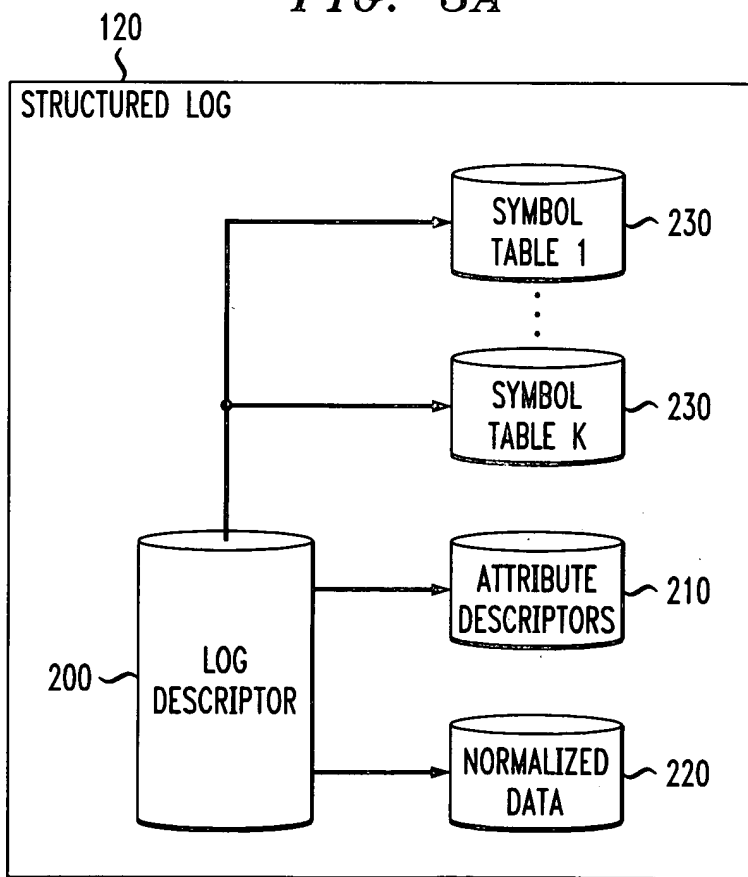 120
STRUCTURED LOG
SYMBOL
TABLE 1
230
SYMBOL
TABLE K
230
ATTRIBUTE
DESCRIPTORS
210
LOG
DESCRIPTOR
200
NORMALIZED
DATA
220